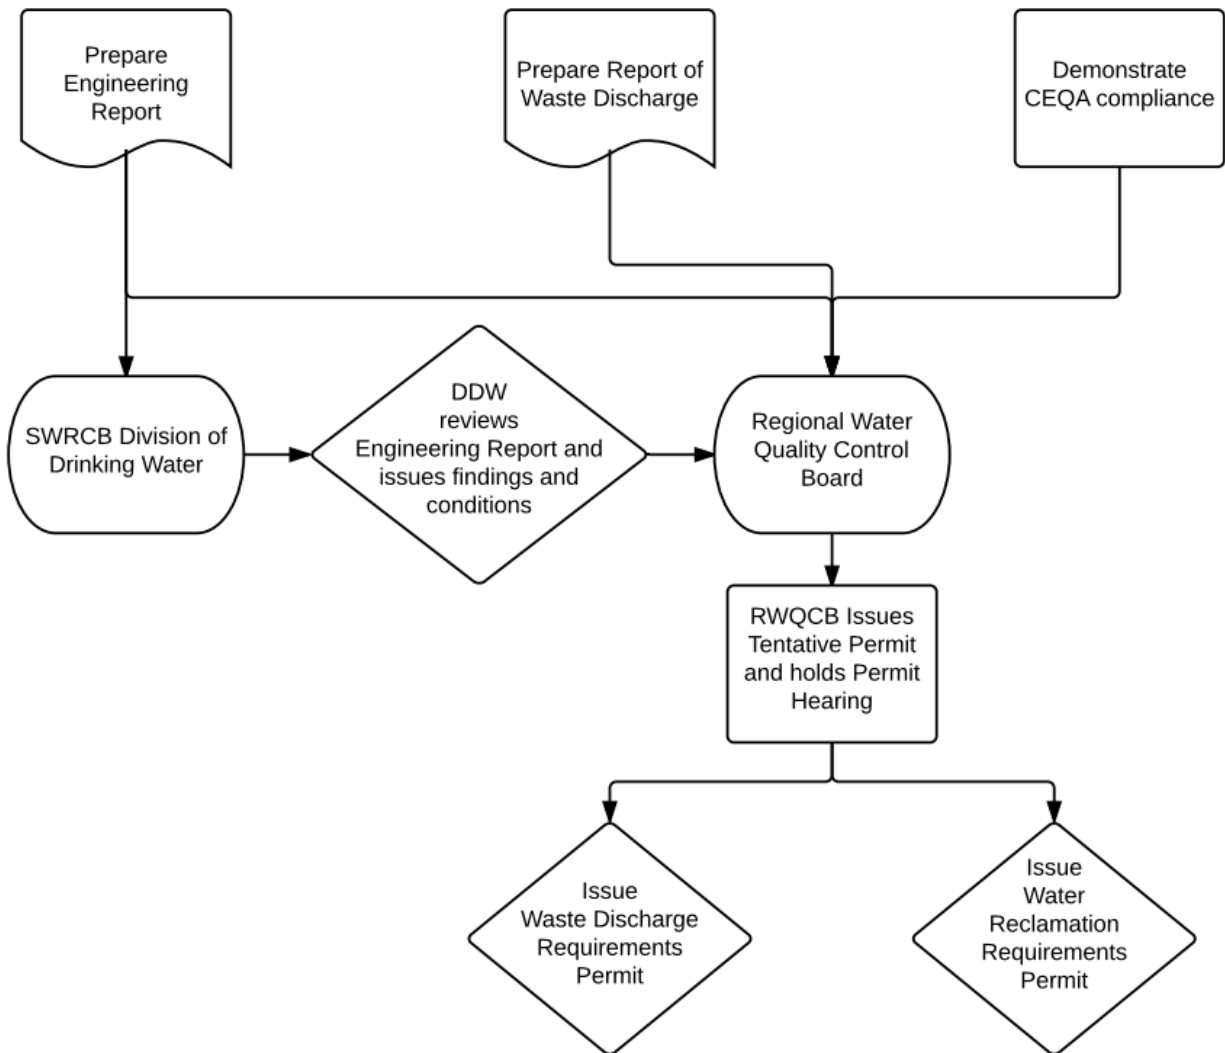 Prepare
Engineering
Report
Prepare Report of
Waste Discharge
Demonstrate
CEQA compliance
SWRCB Division of
Drinking Water
DDW
reviews
Engineering Report and
issues findings and
conditions
Regional Water
Quality Control
Board
RWQCB Issues
Tentative Permit
and holds Permit
Hearing
Issue
Waste Discharge
Requirements
Permit
Issue
Water
Reclamation
Requirements
Permit